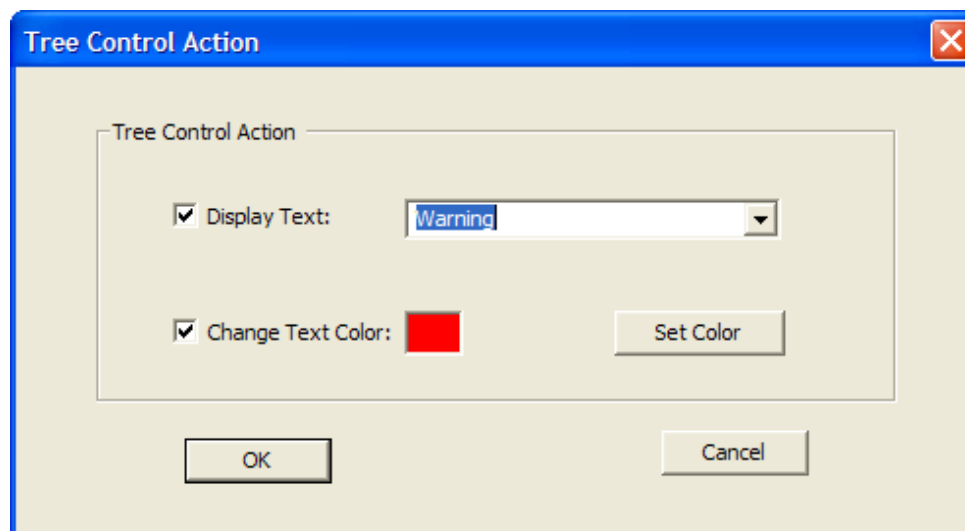 Tree Control Action
Tree Control Action
Display Text: Warning
Change Text Color: Set Color
OK Cancel